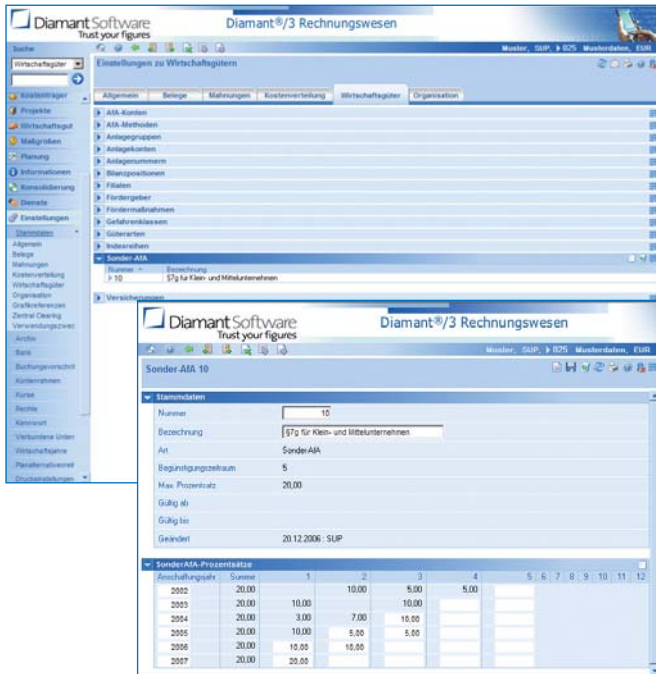 Diamant Software
Trust your figures
Diamant®/3 Rechnungswesen
Suche
Muster, SUP, 025 Musterdaten, EUR
Wirtschaftsgüter
Einstellungen zu Wirtschaftsgütern
Allgemein Belege Mahnungen Kostenverteilung Wirtschaftsgüter Organisation
Kostenträger
Projekte
Wirtschaftsgut
Maßgrößen
Planung
Informationen
Konsolidierung
Dienste
Einstellungen
Stammdaten
Allgemein
Belege
Mahnungen
Kostenverteilung
Wirtschaftsgüter
Organisation
Grafikreferenzen
Zentral Clearing
Verwendungszwec
Archiv
Bank
Buchungsvorschrif
Kontenrahmen
Kurse
Rechte
Kennwort
Verbundene Unter
Wirtschaftsjahre
Druckeinstellungen
AfA-Konten
AfA-Methoden
Anlagegruppen
Anlagekonten
Anlagenummern
Bilanzpositionen
Filialen
Fördergeber
Fördermaßnahmen
Gefahrenklassen
Güterarten
Indexreihen
Sonder-AfA
Nummer Bezeichnung
10 §7g für Klein- und Mittelunternehmen
Versicherungen
Diamant Software
Trust your figures
Diamant®/3 Rechnungswesen
Muster, SUP, 025 Musterdaten, EUR
Sonder-AfA 10
Stammdaten
Nummer 10
Bezeichnung §7g für Klein- und Mittelunternehmen
Art Sonder-AfA
Begünstigungszeitraum 5
Max. Prozentsatz 20,00
Gültig ab
Gültig bis
Geändert 20.12.2006 : SUP
SonderAfA-Prozentsätze
Anschaffungsjahr Summe 1 2 3 4 5 6 7 8 9 10 11 12
2002 20,00 10,00 5,00 5,00
2003 20,00 10,00 10,00
2004 20,00 3,00 7,00 10,00
2005 20,00 10,00 5,00 5,00
2006 20,00 10,00 10,00
2007 20,00 20,00